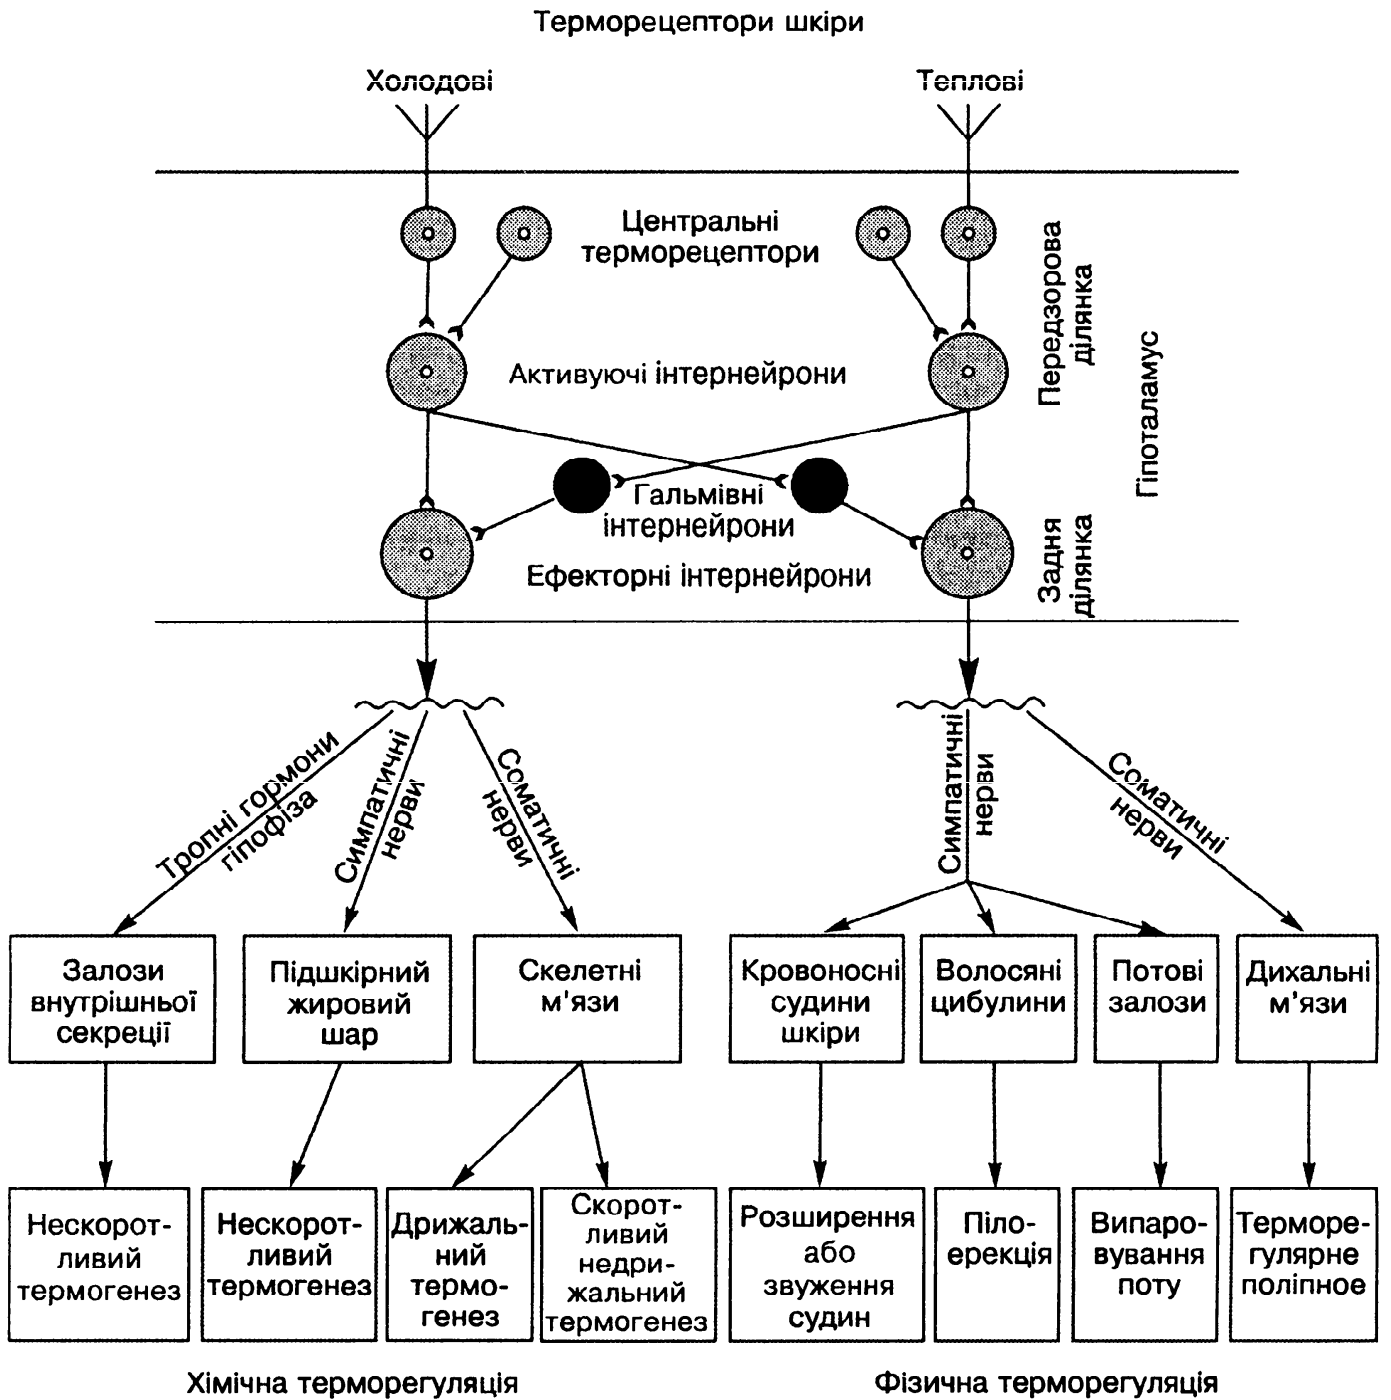 Терморецептори шкіри
Холодові
Теплові
Центральні
терморецептори
Активуючі інтернейрони
Гальмівні
інтернейрони
Ефекторні інтернейрони
Передзорова
ділянка
Задня
ділянка
Гіпоталамус
Тропні гормони
гіпофіза
Симпатичні
нерви
Соматичні
нерви
Симпатичні
нерви
Соматичні
нерви
Залози
внутрішньої
секреції
Підшкірний
жировий
шар
Скелетні
м'язи
Кровоносні
судини
шкіри
Волосяні
цибулини
Потові
залози
Дихальні
м'язи
Нескорот-
ливий
термогенез
Нескорот-
ливий
термогенез
Дрижаль-
ний
термо-
генез
Скорот-
ливий
недри-
жальний
термогенез
Розширення
або
звуження
судин
Піло-
ерекція
Випаро-
вування
поту
Терморе-
гулярне
поліпное
Хімічна терморегуляція
Фізична терморегуляція